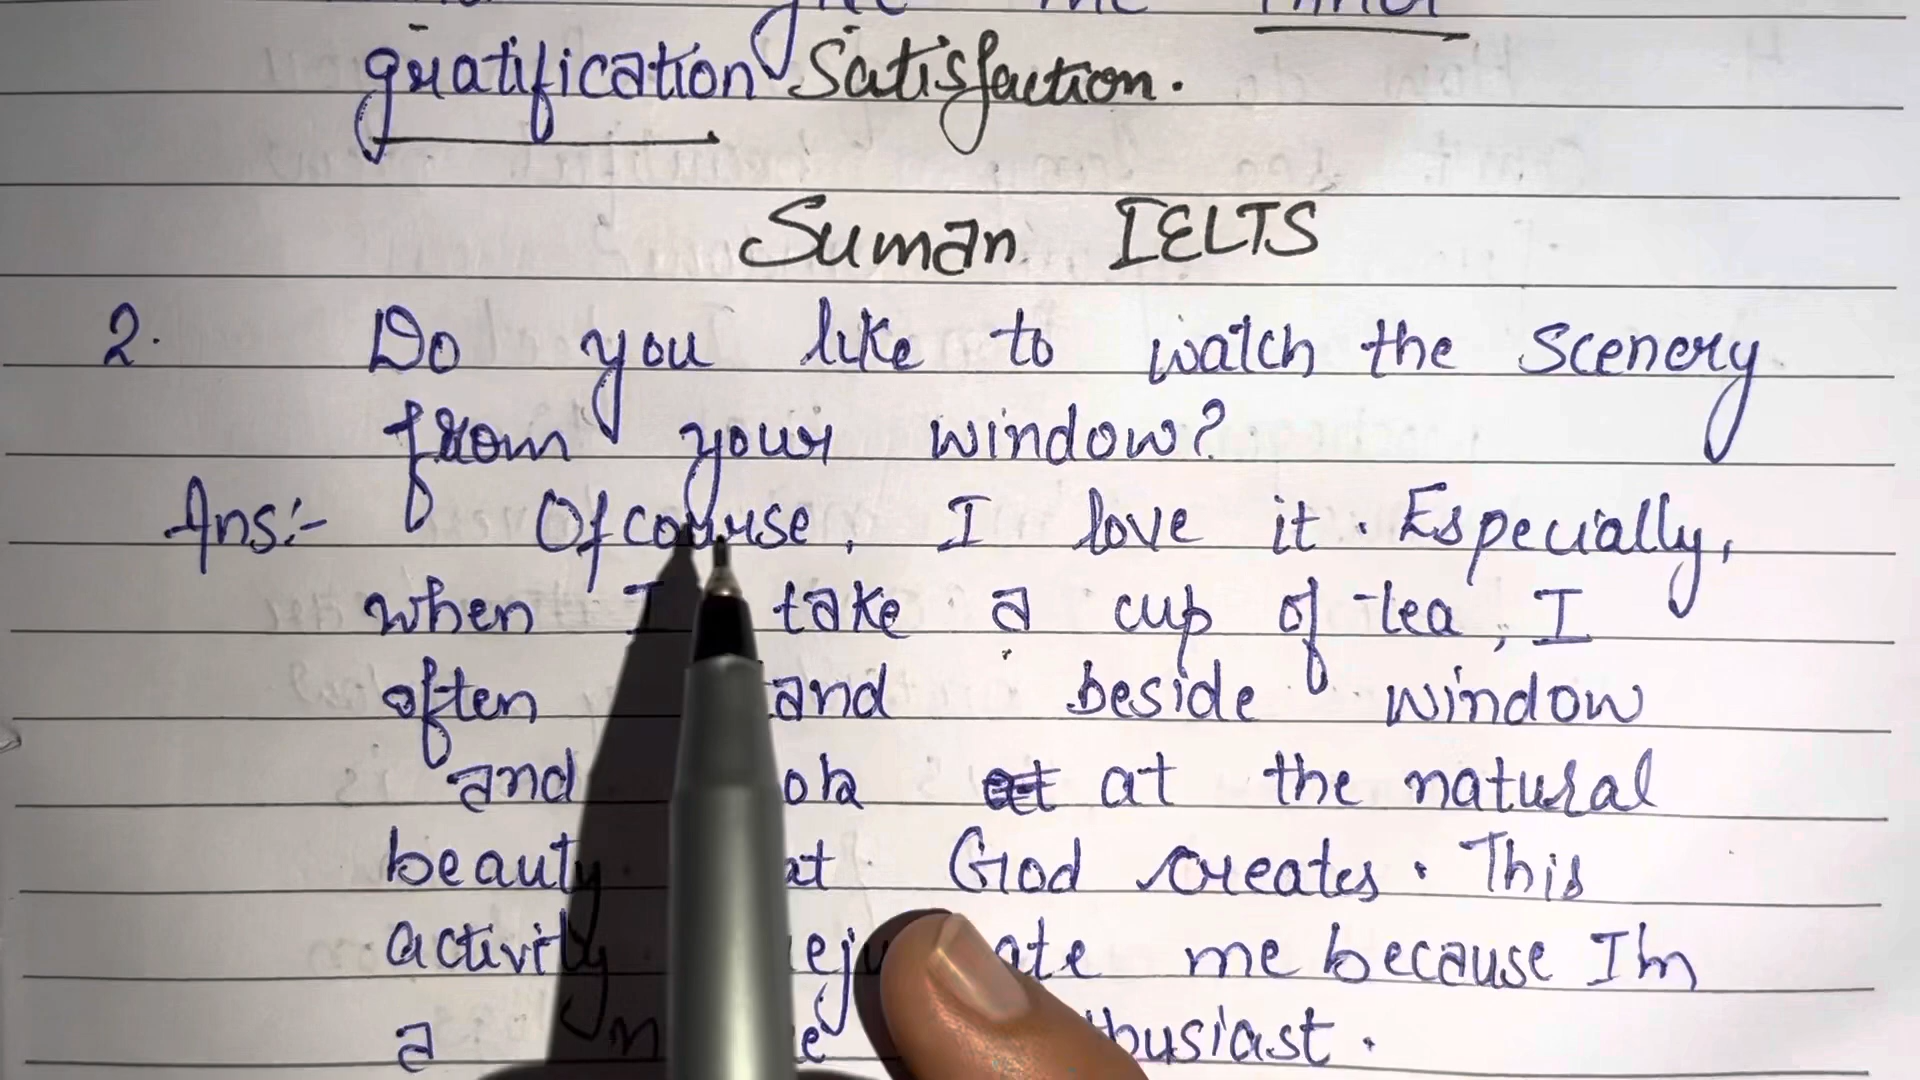 gratification Satisfaction.
Suman IELTS
2. Do you like to watch the scenery
from your window?
Ans:- Ofcourse, I love it. Especially,
when I take a cup of tea, I
often and beside window
and at the natural
beauty God creates. This
activity me because I'm
a